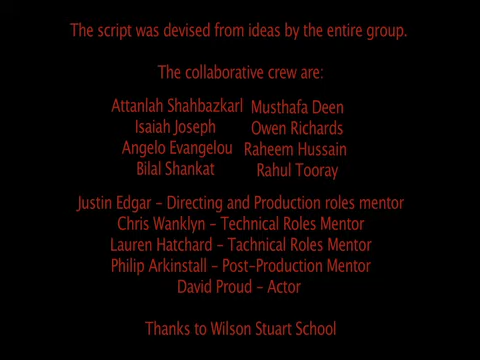 The script was devised from ideas by the entire group.
The collaborative crew are:
Attanlah Shahbazkarl Musthafa Deen
Isaiah Joseph Owen Richards
Angelo Evangelou Raheem Hussain
Bilal Shankat Rahul Tooray
Justin Edgar - Directing and Production roles mentor
Chris Wanklyn - Technical Roles Mentor
Lauren Hatchard - Tachnical Roles Mentor
Philip Arkinstall - Post-Production Mentor
David Proud - Actor
Thanks to Wilson Stuart School